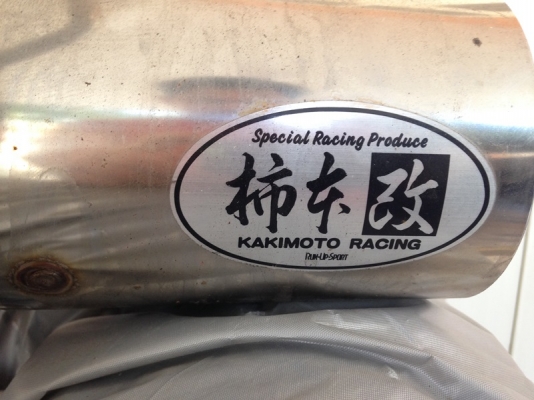 Special Racing Produce
柿本改
KAKIMOTO RACING
RUN-UP-SPORT